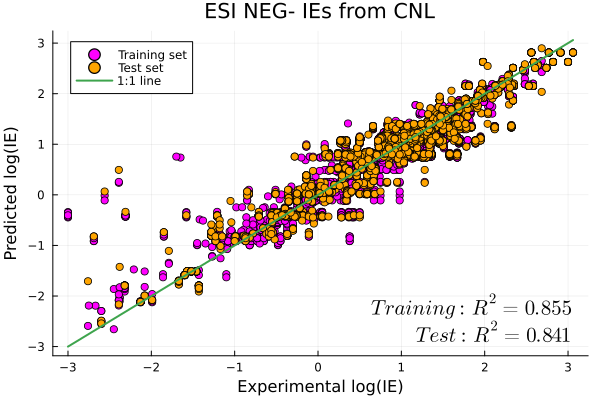 ESI NEG- IEs from CNL
Training set
Test set
1:1 line
Predicted log(IE)
3
2
1
0
−1
−2
−3
Training: R² = 0.855
Test: R² = 0.841
−3 −2 −1 0 1 2 3
Experimental log(IE)